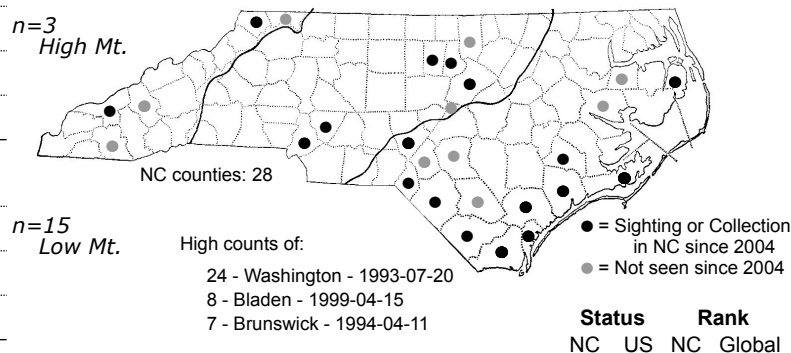 n=3
High Mt.
NC counties: 28
n=15
Low Mt.
High counts of:
24 - Washington - 1993-07-20
8 - Bladen - 1999-04-15
7 - Brunswick - 1994-04-11
= Sighting or Collection
in NC since 2004
= Not seen since 2004
Status Rank
NC US NC Global